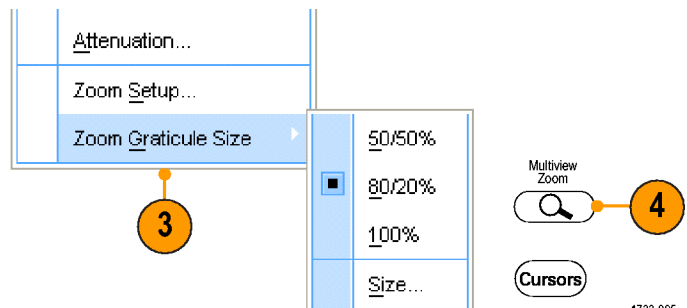 Attenuation...
Zoom Setup...
Zoom Graticule Size
50/50%
80/20%
100%
Size...
3
Multiview
Zoom
4
Cursors